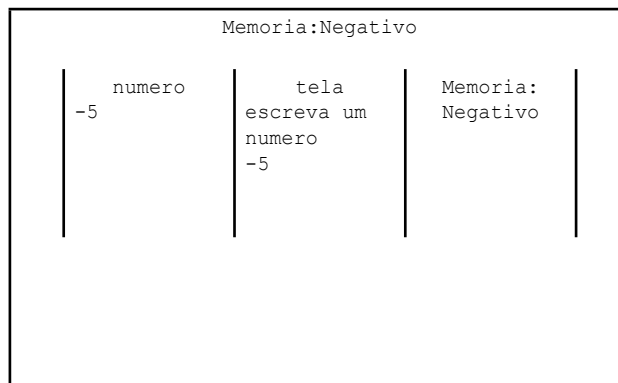 Memoria:Negativo
numero
-5
tela
escreva um
numero
-5
Memoria:
Negativo